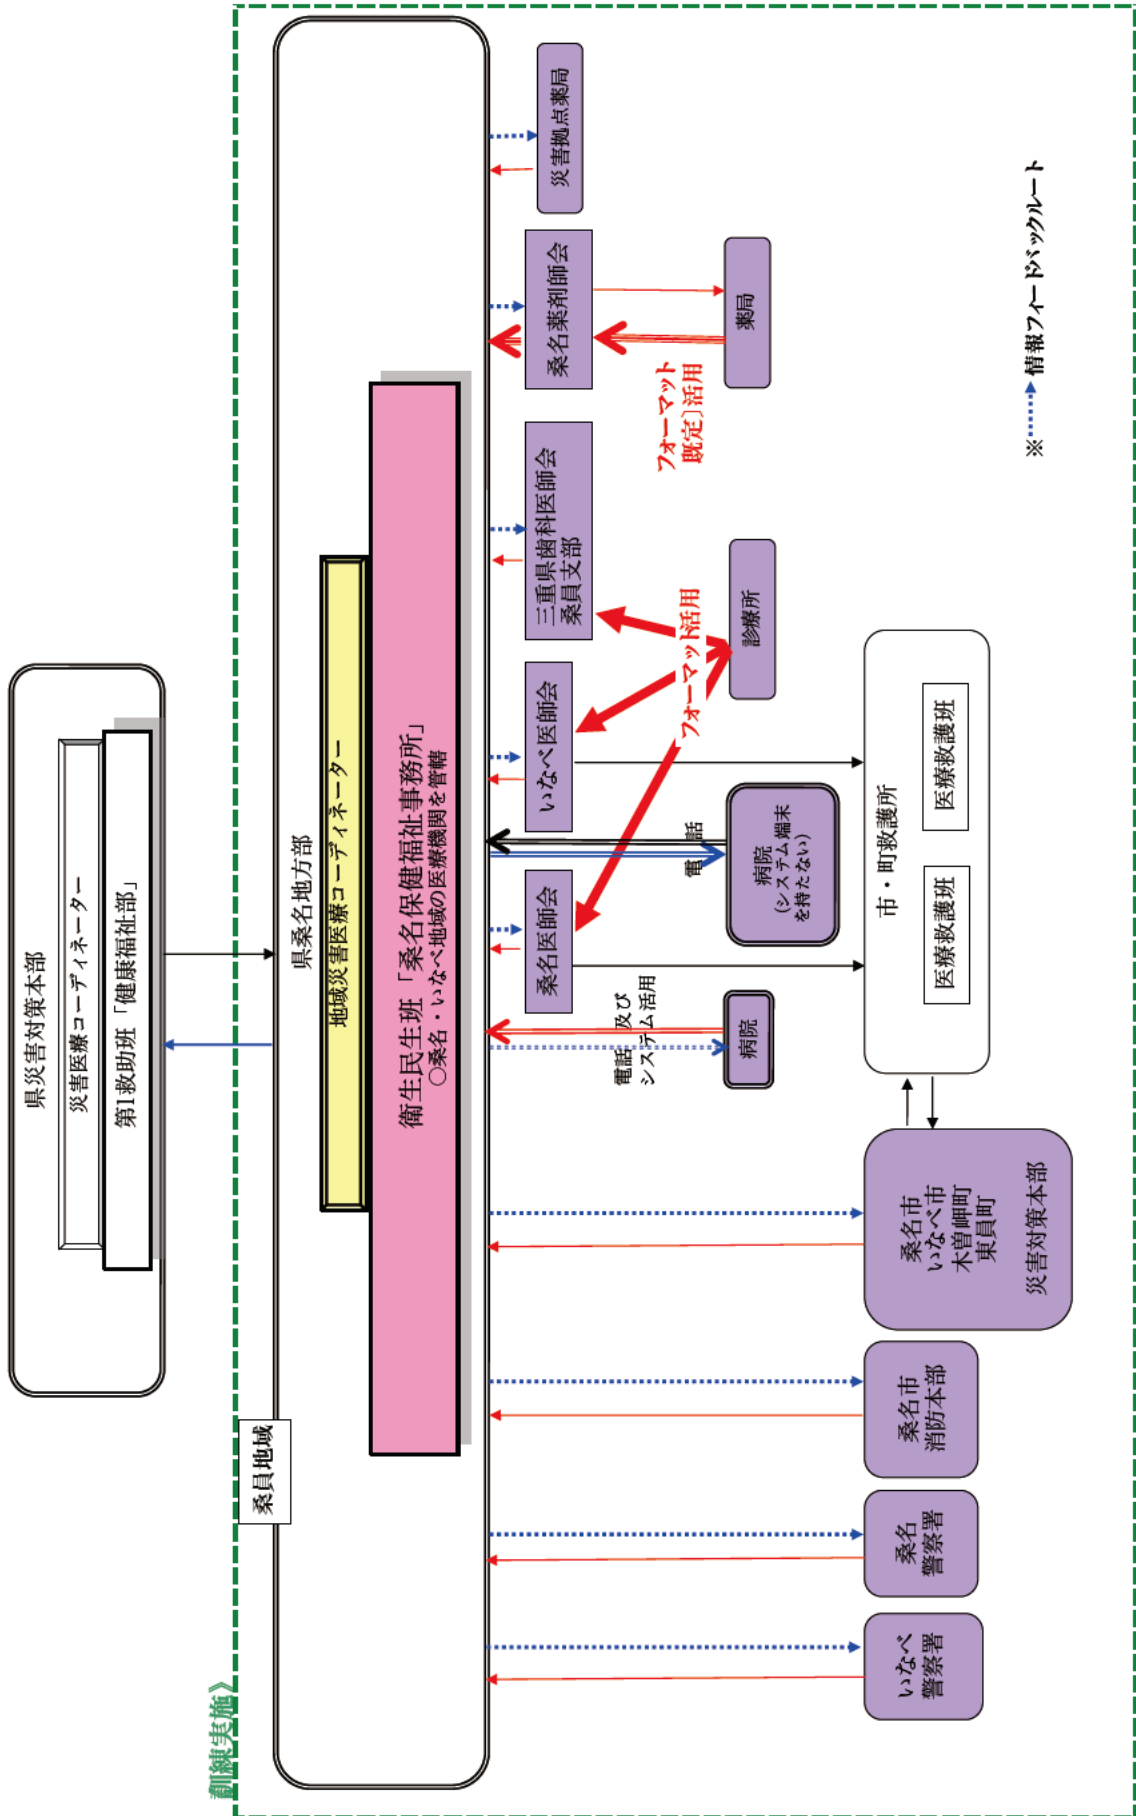 県災害対策本部
災害医療コーディネーター
第1救助班「健康福祉部」
訓練実施》
桑員地域
県桑名地方部
地域災害医療コーディネーター
衛生民生班「桑名保健福祉事務所」
○桑名・いなべ地域の医療機関を管轄
いなべ
警察署
桑名
警察署
桑名市
消防本部
桑名市
いなべ市
木曽岬町
東員町
災害対策本部
電話 及び
システム活用
病院
桑名医師会
電 話
病院
(システム端末
を持たない)
いなべ医師会
三重県歯科医師会
桑員支部
フォーマット活用
診療所
桑名薬剤師会
フォーマット
既定〕活用
薬局
災害拠点薬局
市・町救護所
医療救護班
医療救護班
※ 情報フィードバックルート